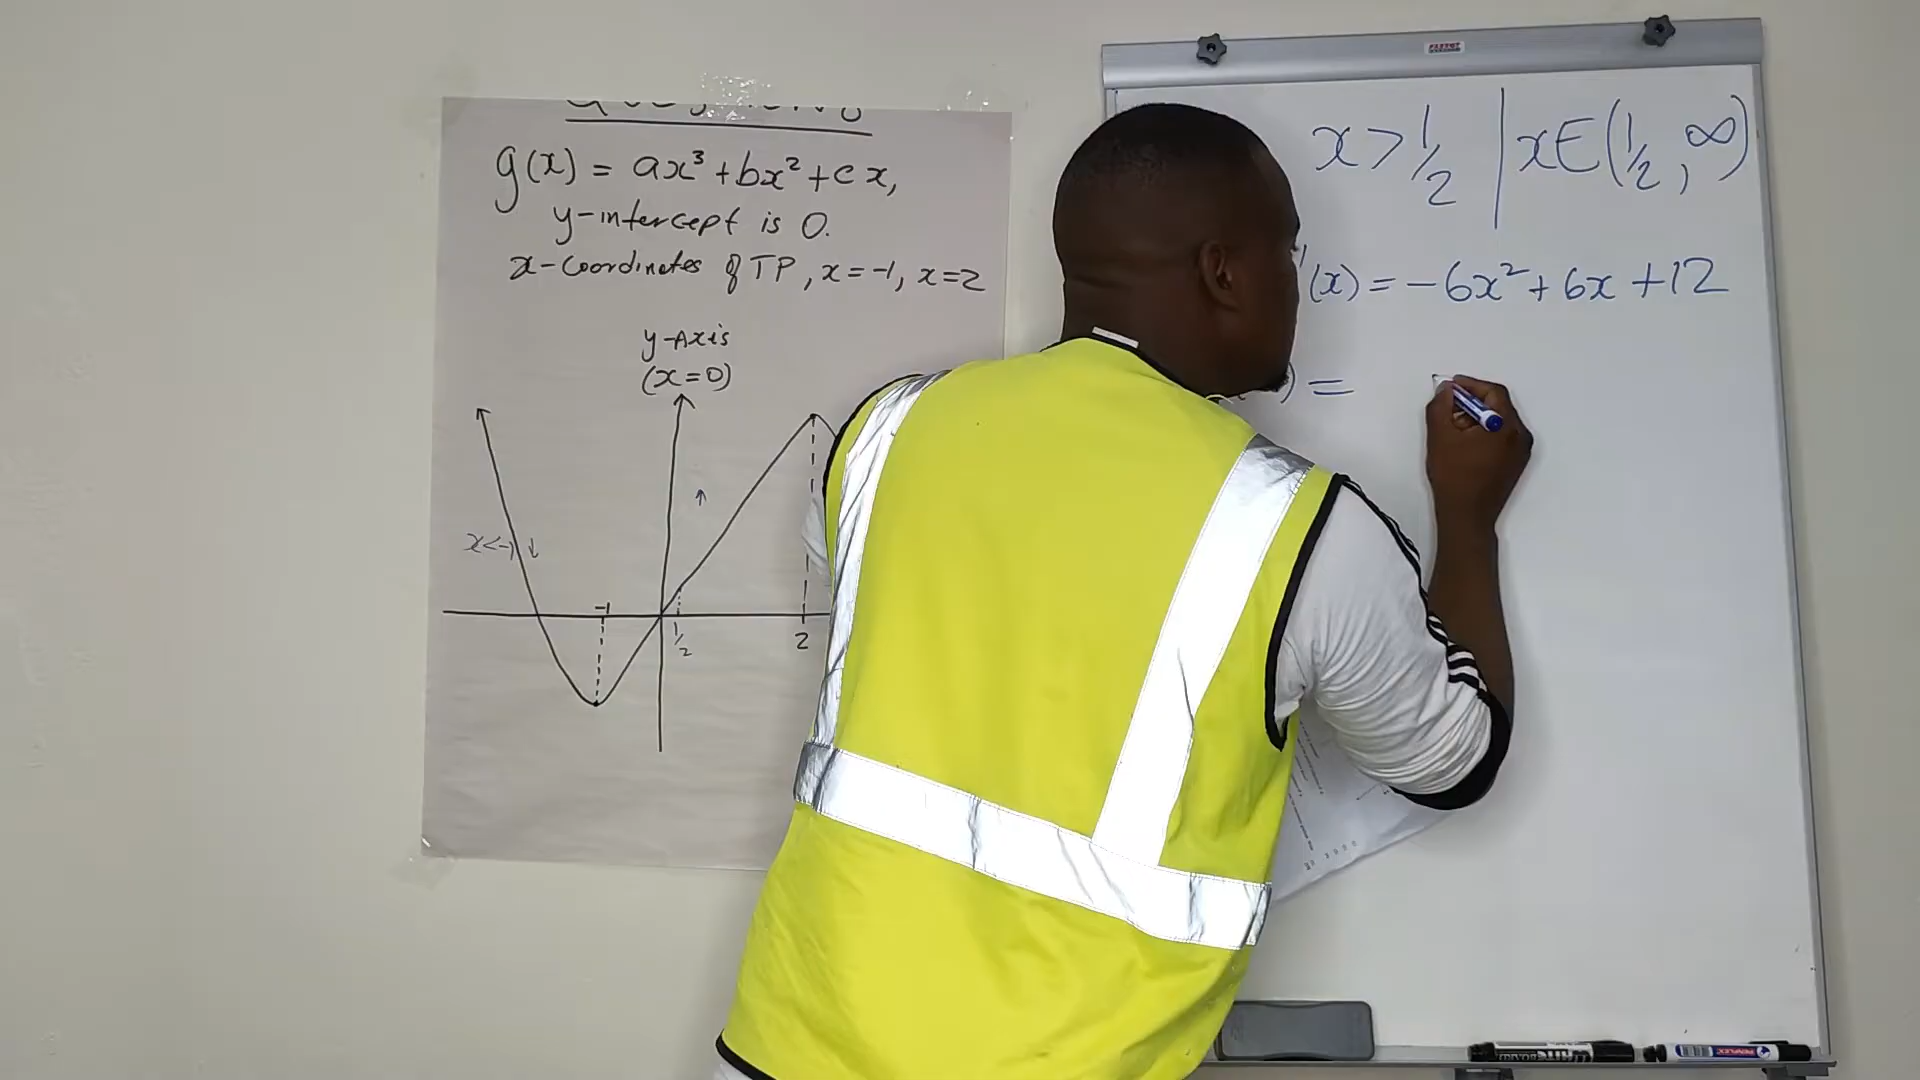 g(x) = ax³ + bx² + cx,
y-intercept is 0.
x-coordinates of TP, x = -1, x = 2
y-Axis
(x = 0)
x < -1
-1
1/2
2
x > 1/2 | x E (1/2, ∞)
'(x) = -6x² + 6x + 12
) =